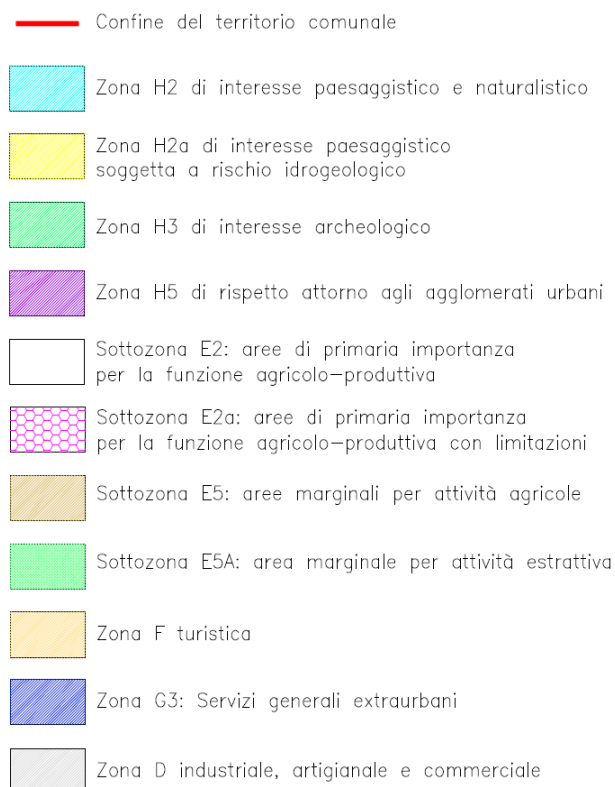 Confine del territorio comunale
Zona H2 di interesse paesaggistico e naturalistico
Zona H2a di interesse paesaggistico
soggetta a rischio idrogeologico
Zona H3 di interesse archeologico
Zona H5 di rispetto attorno agli agglomerati urbani
Sottozona E2: aree di primaria importanza
per la funzione agricolo-produttiva
Sottozona E2a: aree di primaria importanza
per la funzione agricolo-produttiva con limitazioni
Sottozona E5: aree marginali per attività agricole
Sottozona E5A: area marginale per attività estrattiva
Zona F turistica
Zona G3: Servizi generali extraurbani
Zona D industriale, artigianale e commerciale